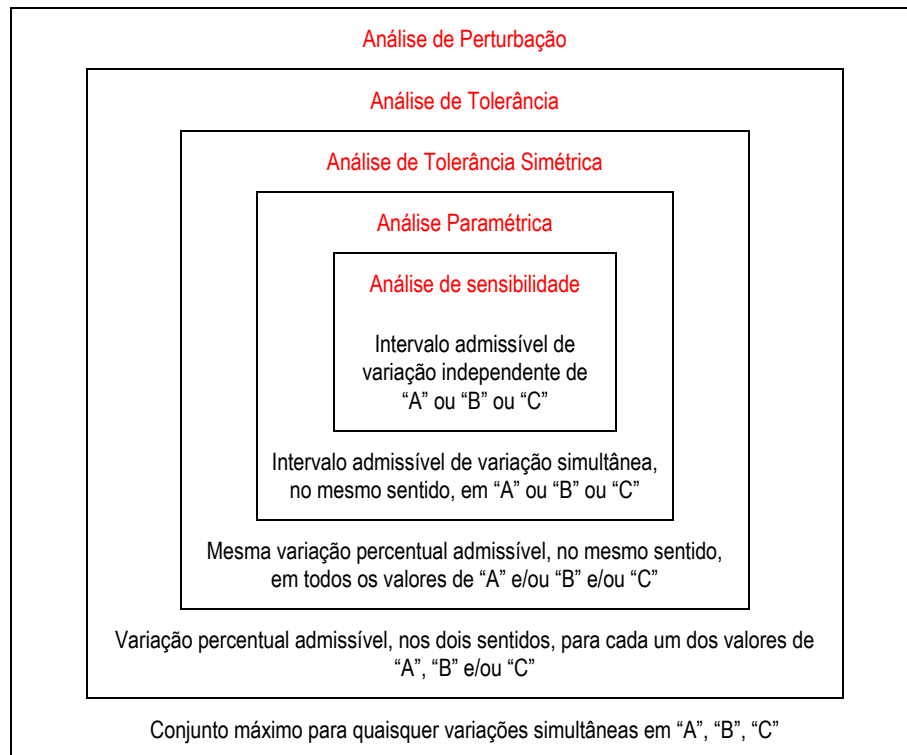 Análise de Perturbação
Análise de Tolerância
Análise de Tolerância Simétrica
Análise Paramétrica
Análise de sensibilidade
Intervalo admissível de
variação independente de
“A” ou “B” ou “C”
Intervalo admissível de variação simultânea,
no mesmo sentido, em “A” ou “B” ou “C”
Mesma variação percentual admissível, no mesmo sentido,
em todos os valores de “A” e/ou “B” e/ou “C”
Variação percentual admissível, nos dois sentidos, para cada um dos valores de
“A”, “B” e/ou “C”
Conjunto máximo para quaisquer variações simultâneas em “A”, “B”, “C”